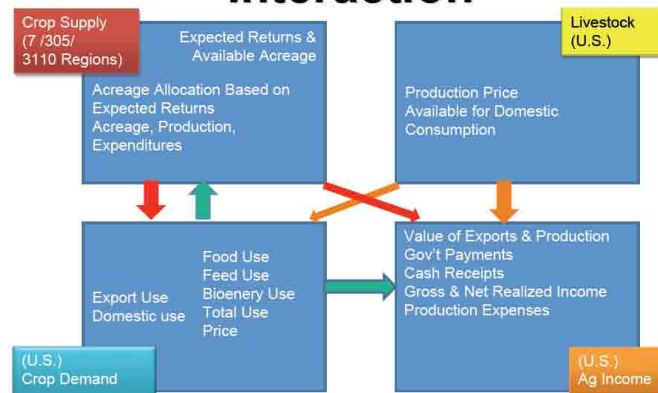 Interaction
Crop Supply
(7 /305/
3110 Regions)
Expected Returns &
Available Acreage
Acreage Allocation Based on
Expected Returns
Acreage, Production,
Expenditures
Livestock
(U.S.)
Production Price
Available for Domestic
Consumption
Export Use
Domestic use
Food Use
Feed Use
Bioenery Use
Total Use
Price
(U.S.)
Crop Demand
Value of Exports & Production
Gov't Payments
Cash Receipts
Gross & Net Realized Income
Production Expenses
(U.S.)
Ag Income